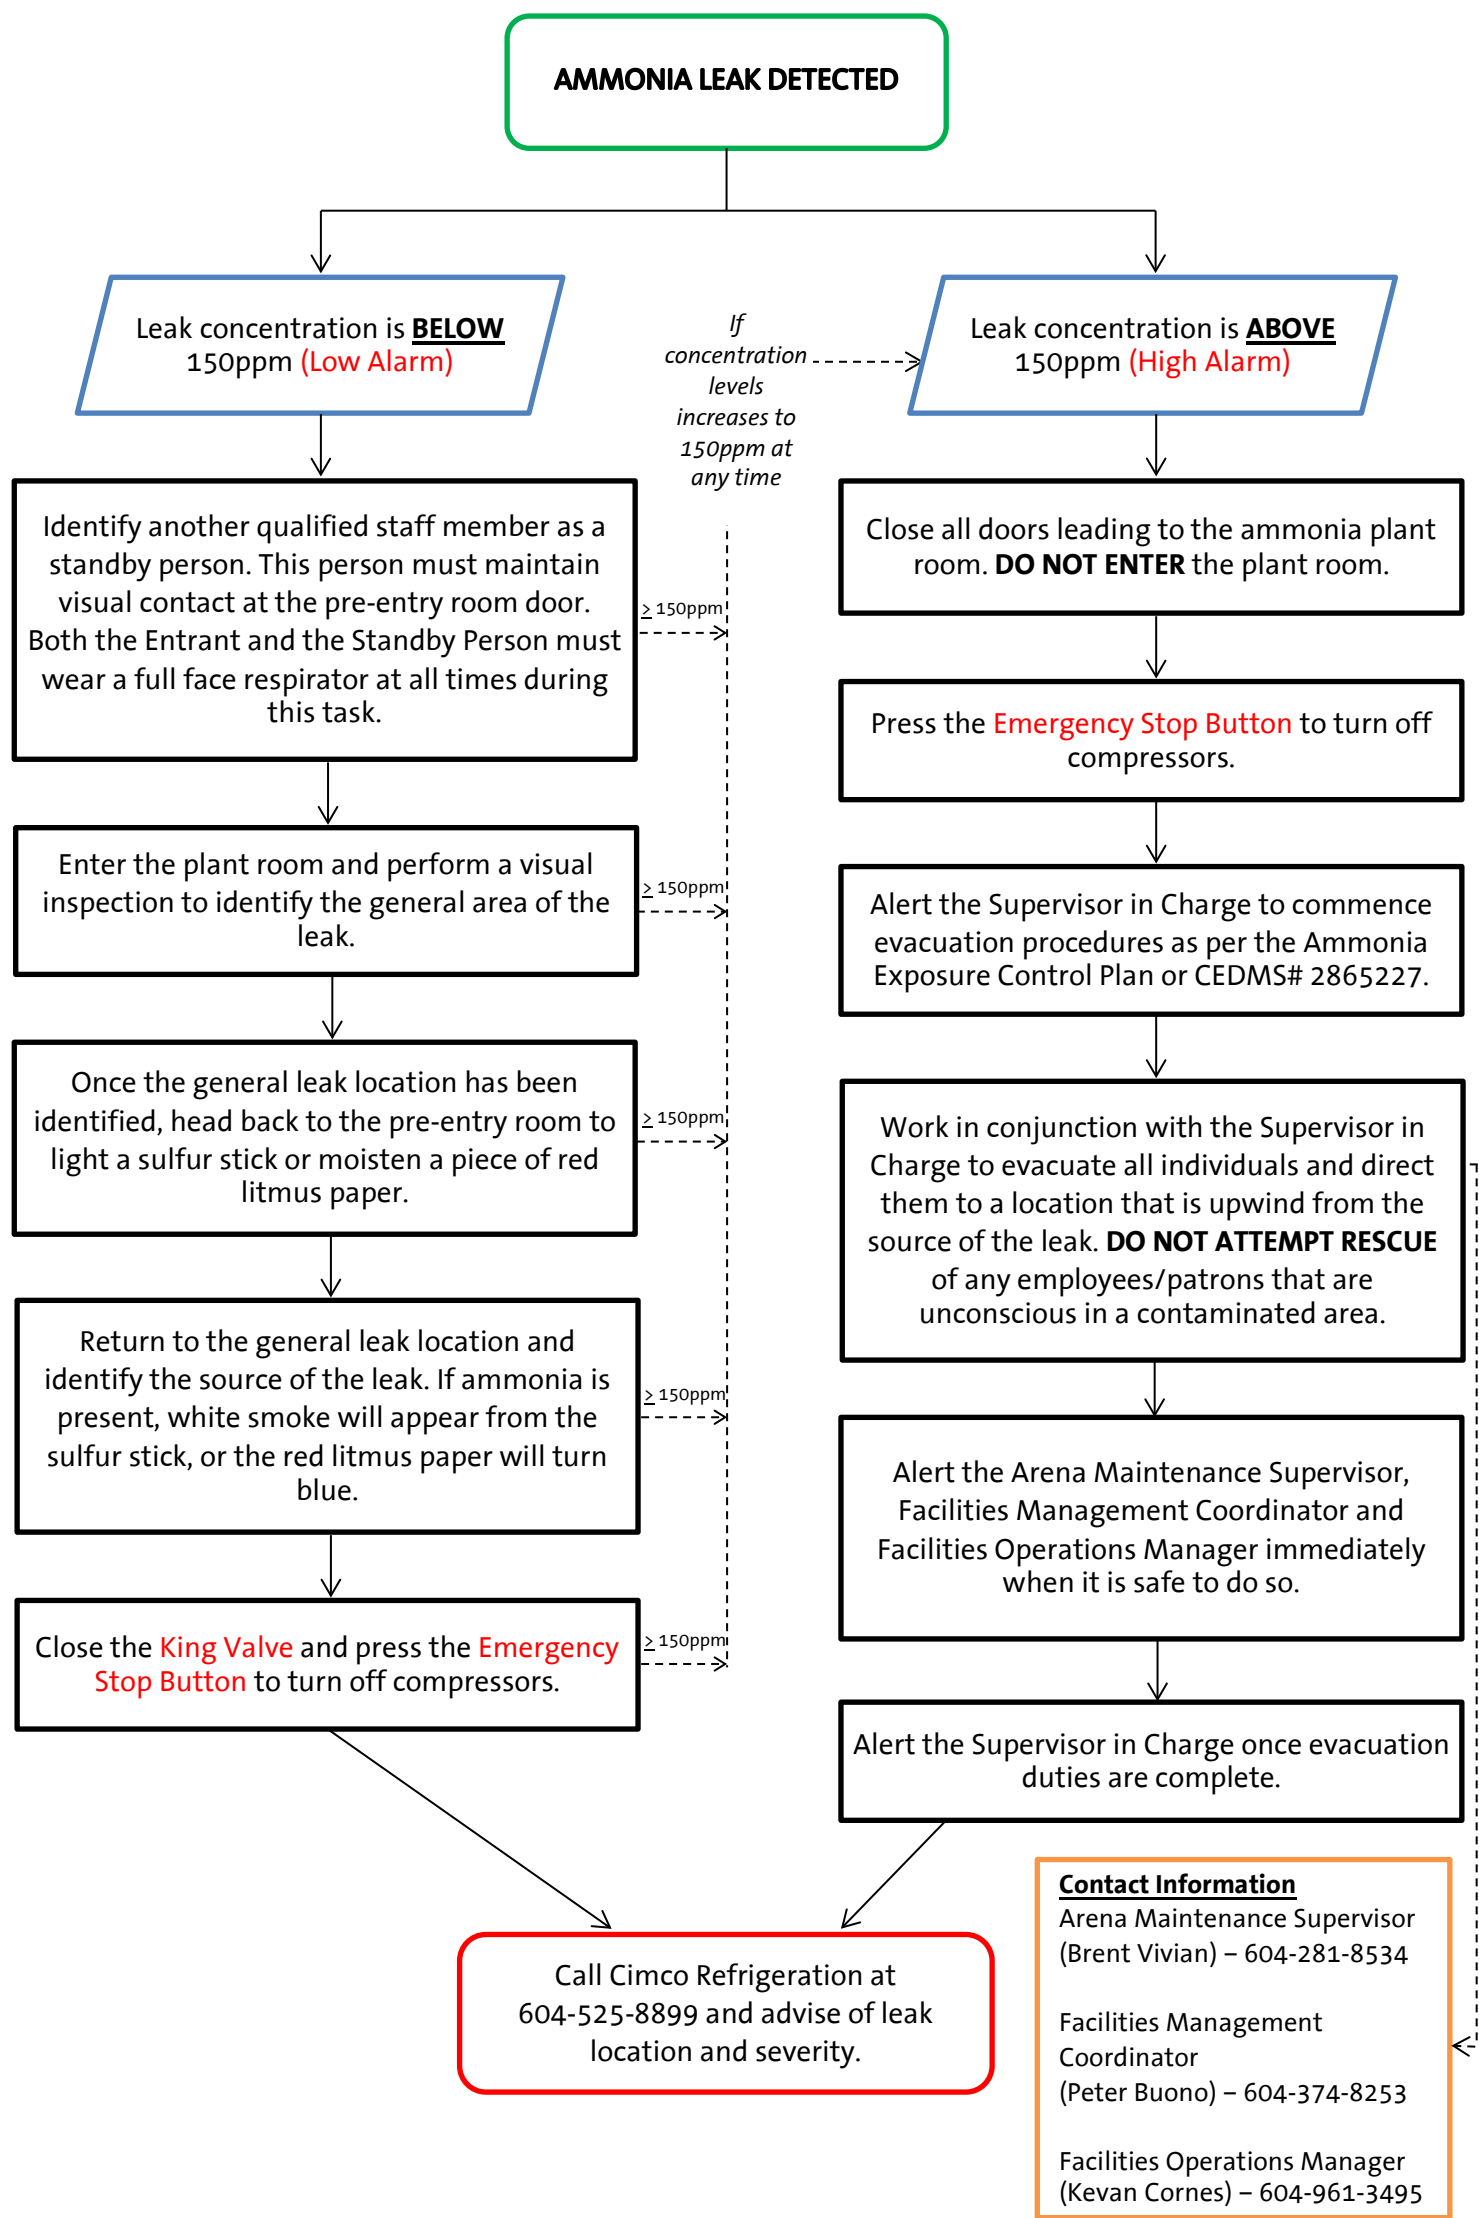 AMMONIA LEAK DETECTED
Leak concentration is BELOW
150ppm (Low Alarm)
If
concentration
levels
increases to
150ppm at
any time
Leak concentration is ABOVE
150ppm (High Alarm)
Identify another qualified staff member as a
standby person. This person must maintain
visual contact at the pre-entry room door.
Both the Entrant and the Standby Person must
wear a full face respirator at all times during
this task.
≥ 150ppm
Enter the plant room and perform a visual
inspection to identify the general area of the
leak.
≥ 150ppm
Once the general leak location has been
identified, head back to the pre-entry room to
light a sulfur stick or moisten a piece of red
litmus paper.
≥ 150ppm
Return to the general leak location and
identify the source of the leak. If ammonia is
present, white smoke will appear from the
sulfur stick, or the red litmus paper will turn
blue.
≥ 150ppm
Close the King Valve and press the Emergency
Stop Button to turn off compressors.
≥ 150ppm
Close all doors leading to the ammonia plant
room. DO NOT ENTER the plant room.
Press the Emergency Stop Button to turn off
compressors.
Alert the Supervisor in Charge to commence
evacuation procedures as per the Ammonia
Exposure Control Plan or CEDMS# 2865227.
Work in conjunction with the Supervisor in
Charge to evacuate all individuals and direct
them to a location that is upwind from the
source of the leak. DO NOT ATTEMPT RESCUE
of any employees/patrons that are
unconscious in a contaminated area.
Alert the Arena Maintenance Supervisor,
Facilities Management Coordinator and
Facilities Operations Manager immediately
when it is safe to do so.
Alert the Supervisor in Charge once evacuation
duties are complete.
Call Cimco Refrigeration at
604-525-8899 and advise of leak
location and severity.
Contact Information
Arena Maintenance Supervisor
(Brent Vivian) – 604-281-8534
Facilities Management
Coordinator
(Peter Buono) – 604-374-8253
Facilities Operations Manager
(Kevan Cornes) – 604-961-3495